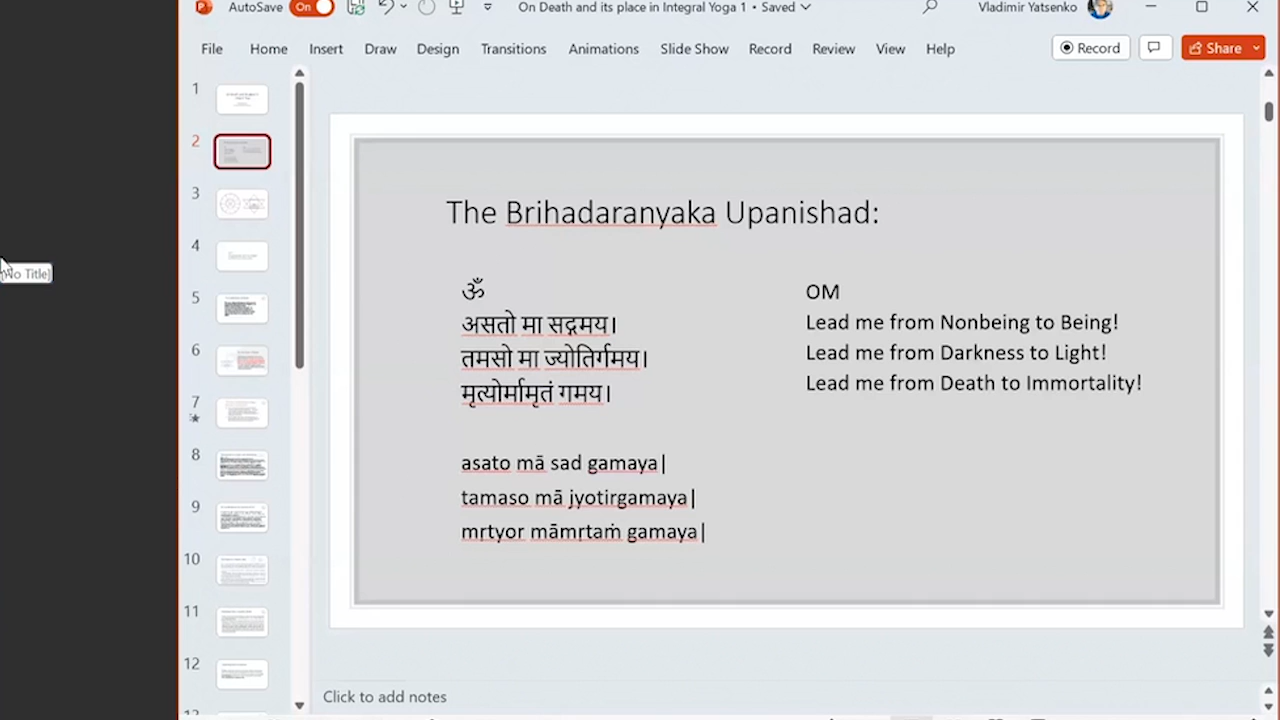 AutoSave On On Death and its place in Integral Yoga 1 • Saved Vladimir Yatsenko
File Home Insert Draw Design Transitions Animations Slide Show Record Review View Help Record Share
1
2
3
4
5
6
7
8
9
10
11
12
[No Title]
The Brihadaranyaka Upanishad:
ॐ
असतो मा सद्गमय।
तमसो मा ज्योतिर्गमय।
मृत्योर्मामृतं गमय।
asato mā sad gamaya|
tamaso mā jyotirgamaya|
mrtyor māmrtaṁ gamaya|
OM
Lead me from Nonbeing to Being!
Lead me from Darkness to Light!
Lead me from Death to Immortality!
Click to add notes